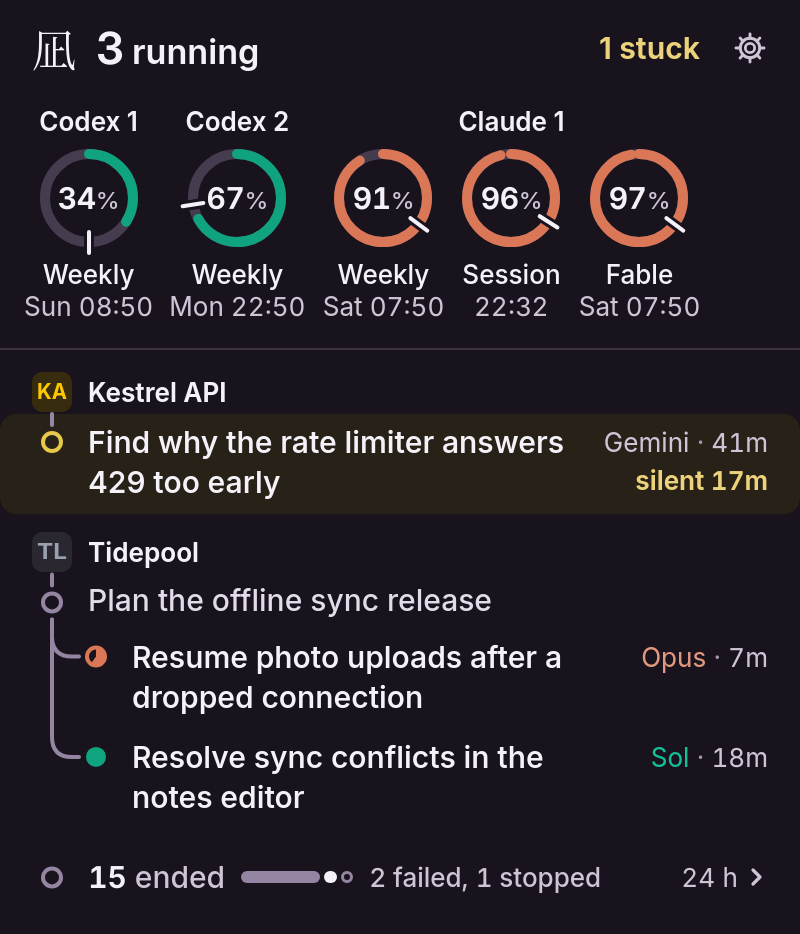 凪 3 running 1 stuck
Codex 1 Codex 2 Claude 1
34% 67% 91% 96% 97%
Weekly Weekly Weekly Session Fable
Sun 08:50 Mon 22:50 Sat 07:50 22:32 Sat 07:50
KA Kestrel API
Find why the rate limiter answers Gemini · 41m
429 too early silent 17m
TL Tidepool
Plan the offline sync release
Resume photo uploads after a Opus · 7m
dropped connection
Resolve sync conflicts in the Sol · 18m
notes editor
15 ended 2 failed, 1 stopped 24 h